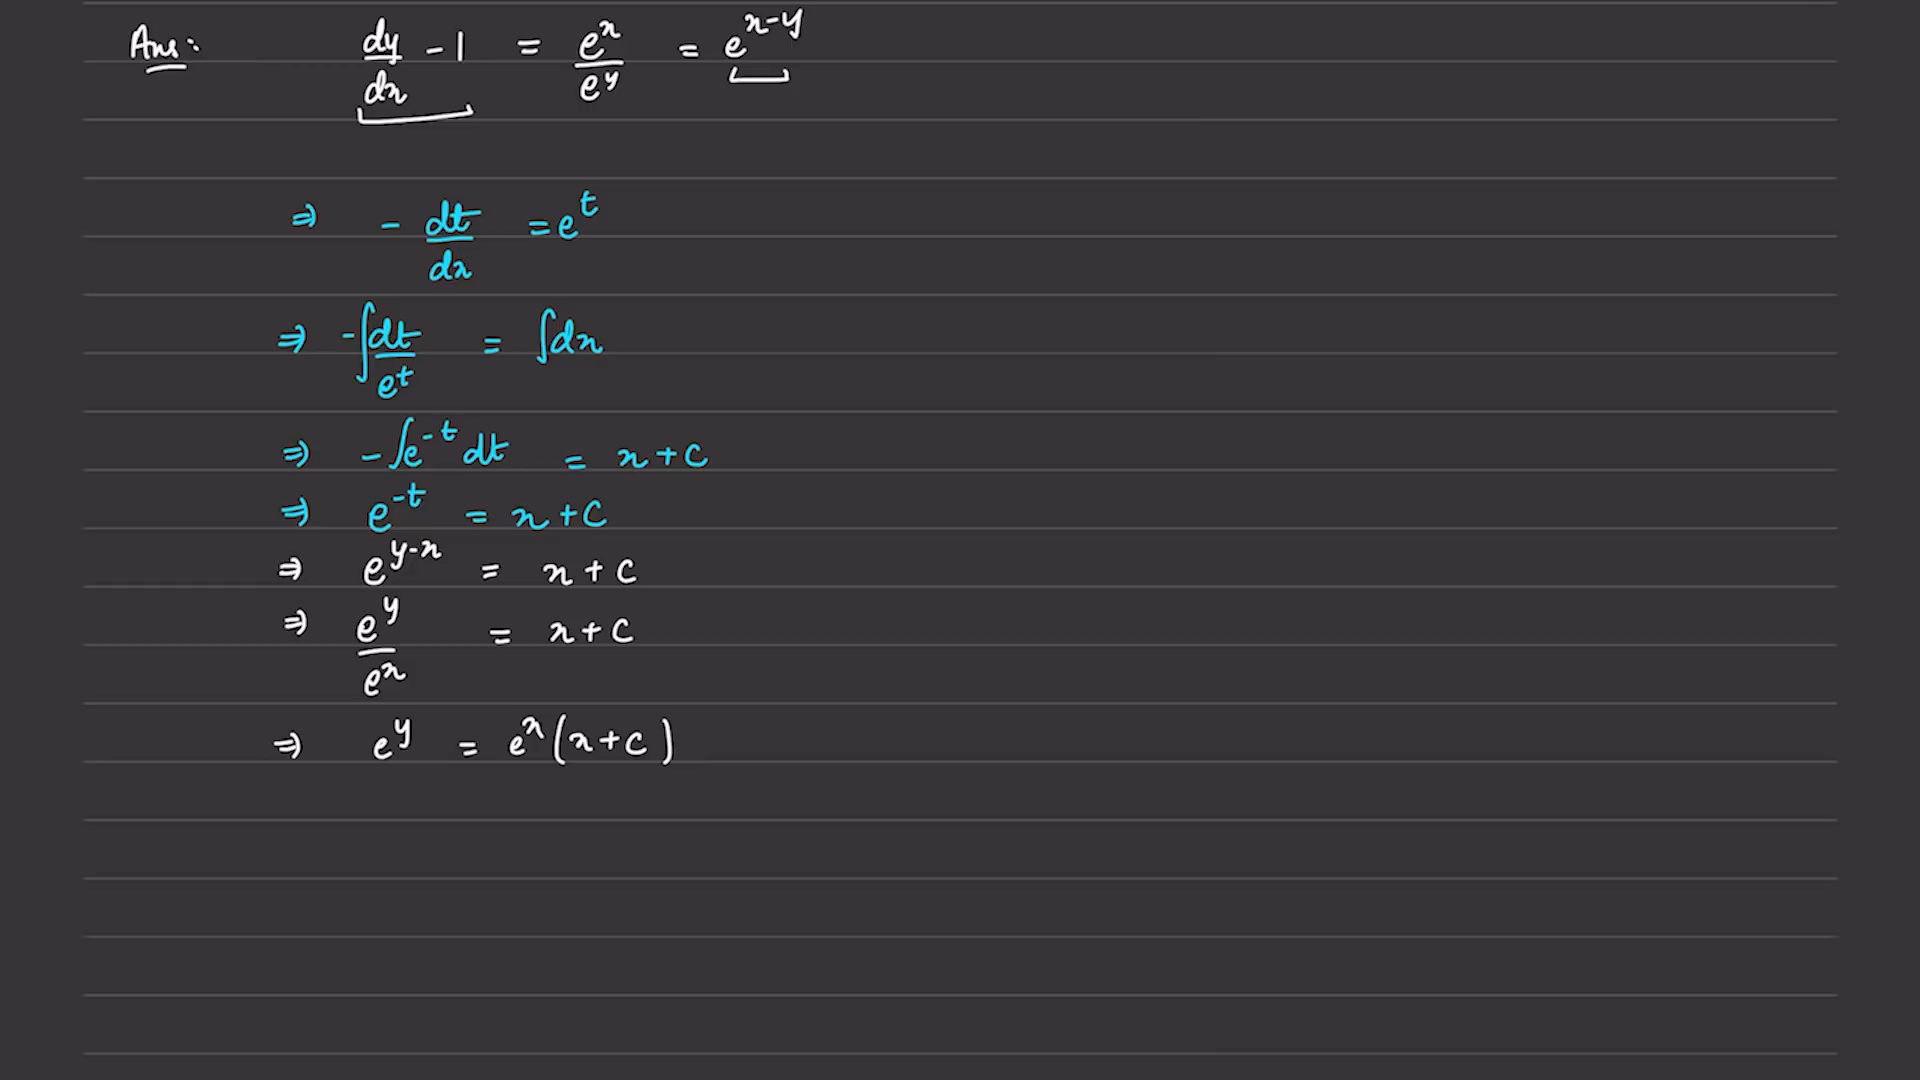 Ans: dy/dx - 1 = e^x/e^y = e^(x-y)
⇒ - dt/dx = e^t
⇒ -∫dt/e^t = ∫dx
⇒ -∫e^-t dt = x + c
⇒ e^-t = x + c
⇒ e^(y-x) = x + c
⇒ e^y/e^x = x + c
⇒ e^y = e^x (x + c)